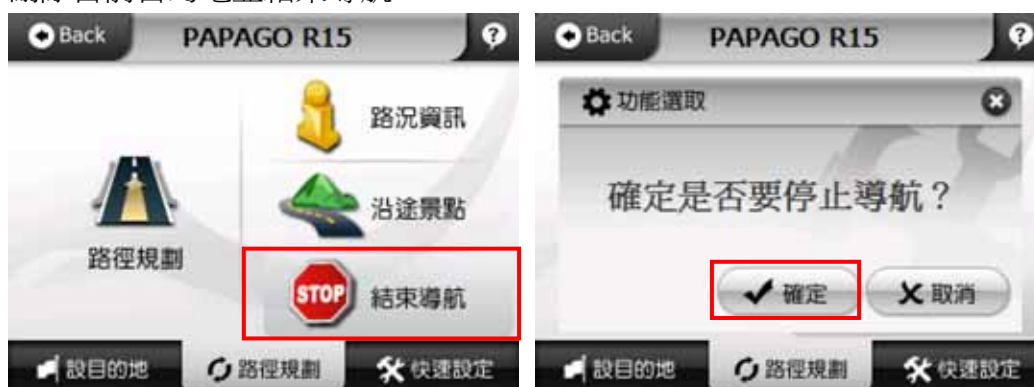 Back
PAPAGO R15
?
路況資訊
沿途景點
路徑規劃
STOP
結束導航
設目的地
路徑規劃
快速設定
Back
PAPAGO R15
?
功能選取
確定是否要停止導航？
確定
取消
設目的地
路徑規劃
快速設定